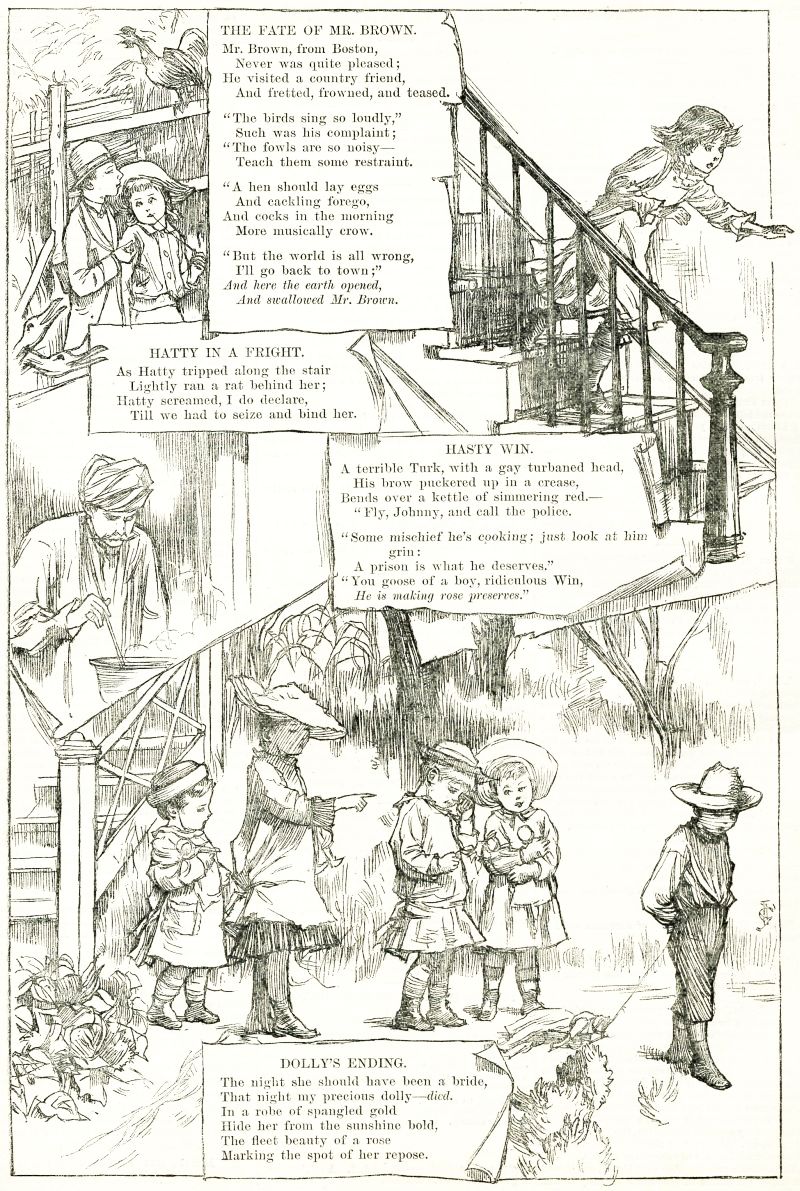 THE FATE OF MR. BROWN.
Mr. Brown, from Boston,
Never was quite pleased;
He visited a country friend,
And fretted, frowned, and teased.
"The birds sing so loudly,"
Such was his complaint;
"The fowls are so noisy—
Teach them some restraint.
"A hen should lay eggs
And cackling forego,
And cocks in the morning
More musically crow.
"But the world is all wrong,
I'll go back to town;"
And here the earth opened,
And swallowed Mr. Brown.
HATTY IN A FRIGHT.
As Hatty tripped along the stair
Lightly ran a rat behind her;
Hatty screamed, I do declare,
Till we had to seize and bind her.
HASTY WIN.
A terrible Turk, with a gay turbaned head,
His brow puckered up in a crease,
Bends over a kettle of simmering red.—
"Fly, Johnny, and call the police.
"Some mischief he's cooking; just look at him
grin:
A prison is what he deserves."
"You goose of a boy, ridiculous Win,
He is making rose preserves."
DOLLY'S ENDING.
The night she should have been a bride,
That night my precious dolly—died.
In a robe of spangled gold
Hide her from the sunshine bold,
The fleet beauty of a rose
Marking the spot of her repose.